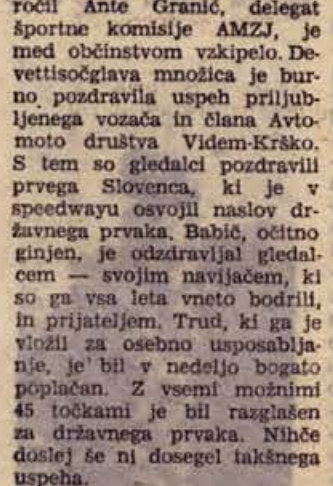 ročil Ante Granić, delegat
športne komisije AMZJ, je
med občinstvom vzkipelo. De-
vettisočglava množica je bur-
no pozdravila uspeh priljub-
ljenega vozača in člana Avto-
moto društva Videm-Krško.
S tem so gledalci pozdravili
prvega Slovenca, ki je v
speedwayu osvojil naslov dr-
žavnega prvaka. Babič, očitno
ginjen, je odzdravljal gledal-
cem — svojim navijačem, ki
so ga vsa leta vneto bodrili,
in prijateljem. Trud, ki ga je
vložil za osebno usposablja-
nje, je bil v nedeljo bogato
poplačan. Z vsemi možnimi
45 točkami je bil razglašen
za državnega prvaka. Nihče
doslej še ni dosegel takšnega
uspeha.